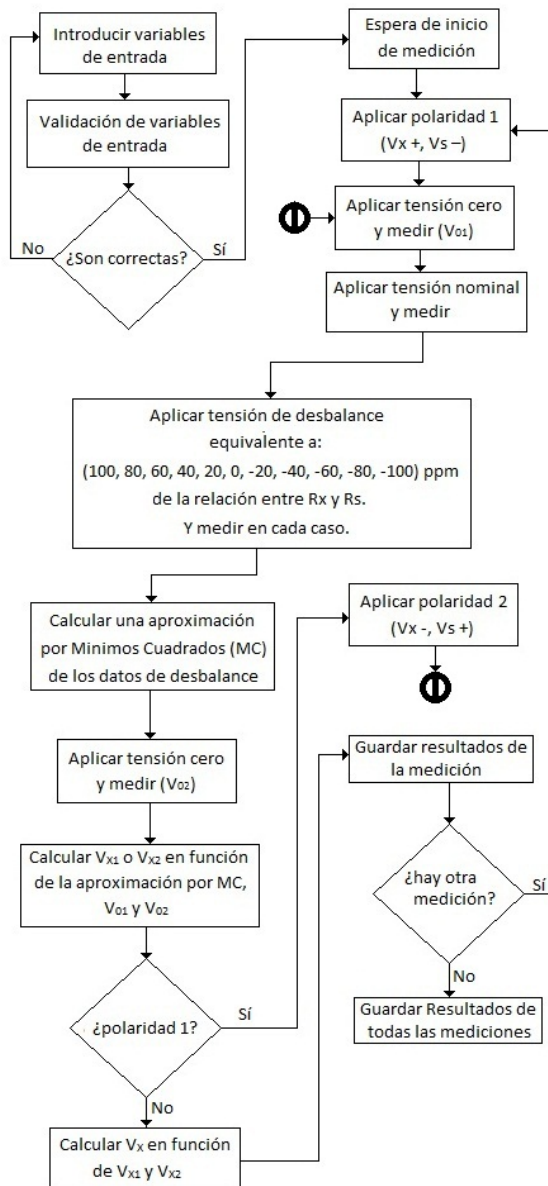 Introducir variables
de entrada
Validación de variables
de entrada
¿Son correctas?
No
Sí
Espera de inicio
de medición
Aplicar polaridad 1
(Vx +, Vs –)
Aplicar tensión cero
y medir (V01)
Aplicar tensión nominal
y medir
Aplicar tensión de desbalance
equivalente a:
(100, 80, 60, 40, 20, 0, -20, -40, -60, -80, -100) ppm
de la relación entre Rx y Rs.
Y medir en cada caso.
Calcular una aproximación
por Minimos Cuadrados (MC)
de los datos de desbalance
Aplicar tensión cero
y medir (V02)
Calcular VX1 o VX2 en función
de la aproximación por MC,
V01 y V02
¿polaridad 1?
Sí
No
Calcular VX en función
de VX1 y VX2
Aplicar polaridad 2
(Vx -, Vs +)
Guardar resultados de
la medición
¿hay otra
medición?
Sí
No
Guardar Resultados de
todas las mediciones